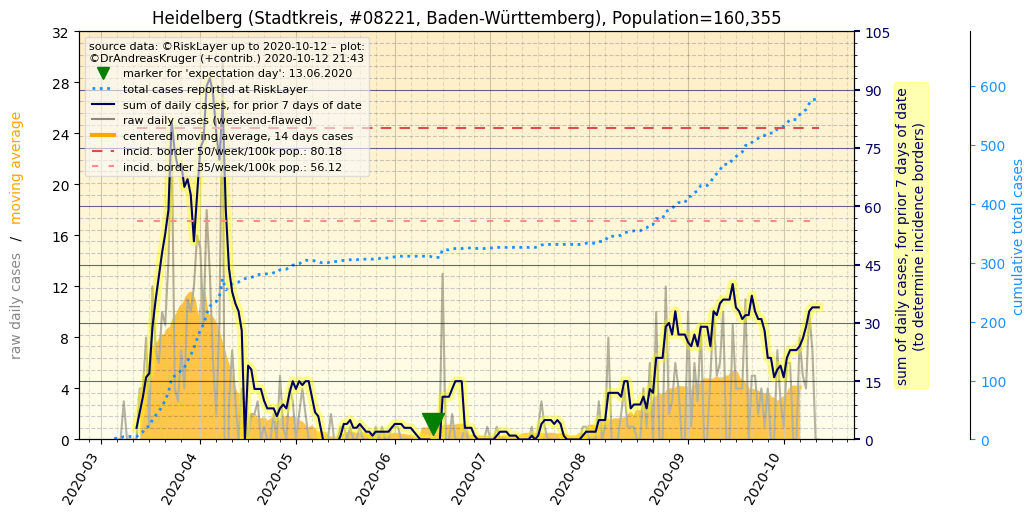 Heidelberg (Stadtkreis, #08221, Baden-Württemberg), Population=160,355
source data: ©RiskLayer up to 2020-10-12 – plot:
©DrAndreasKruger (+contrib.) 2020-10-12 21:43
marker for 'expectation day': 13.06.2020
total cases reported at RiskLayer
sum of daily cases, for prior 7 days of date
raw daily cases (weekend-flawed)
centered moving average, 14 days cases
incid. border 50/week/100k pop.: 80.18
incid. border 35/week/100k pop.: 56.12
raw daily cases / moving average
32
28
24
20
16
12
8
4
0
105
90
75
60
45
30
15
0
sum of daily cases, for prior 7 days of date
(to determine incidence borders)
600
500
400
300
200
100
0
cumulative total cases
2020-03
2020-04
2020-05
2020-06
2020-07
2020-08
2020-09
2020-10